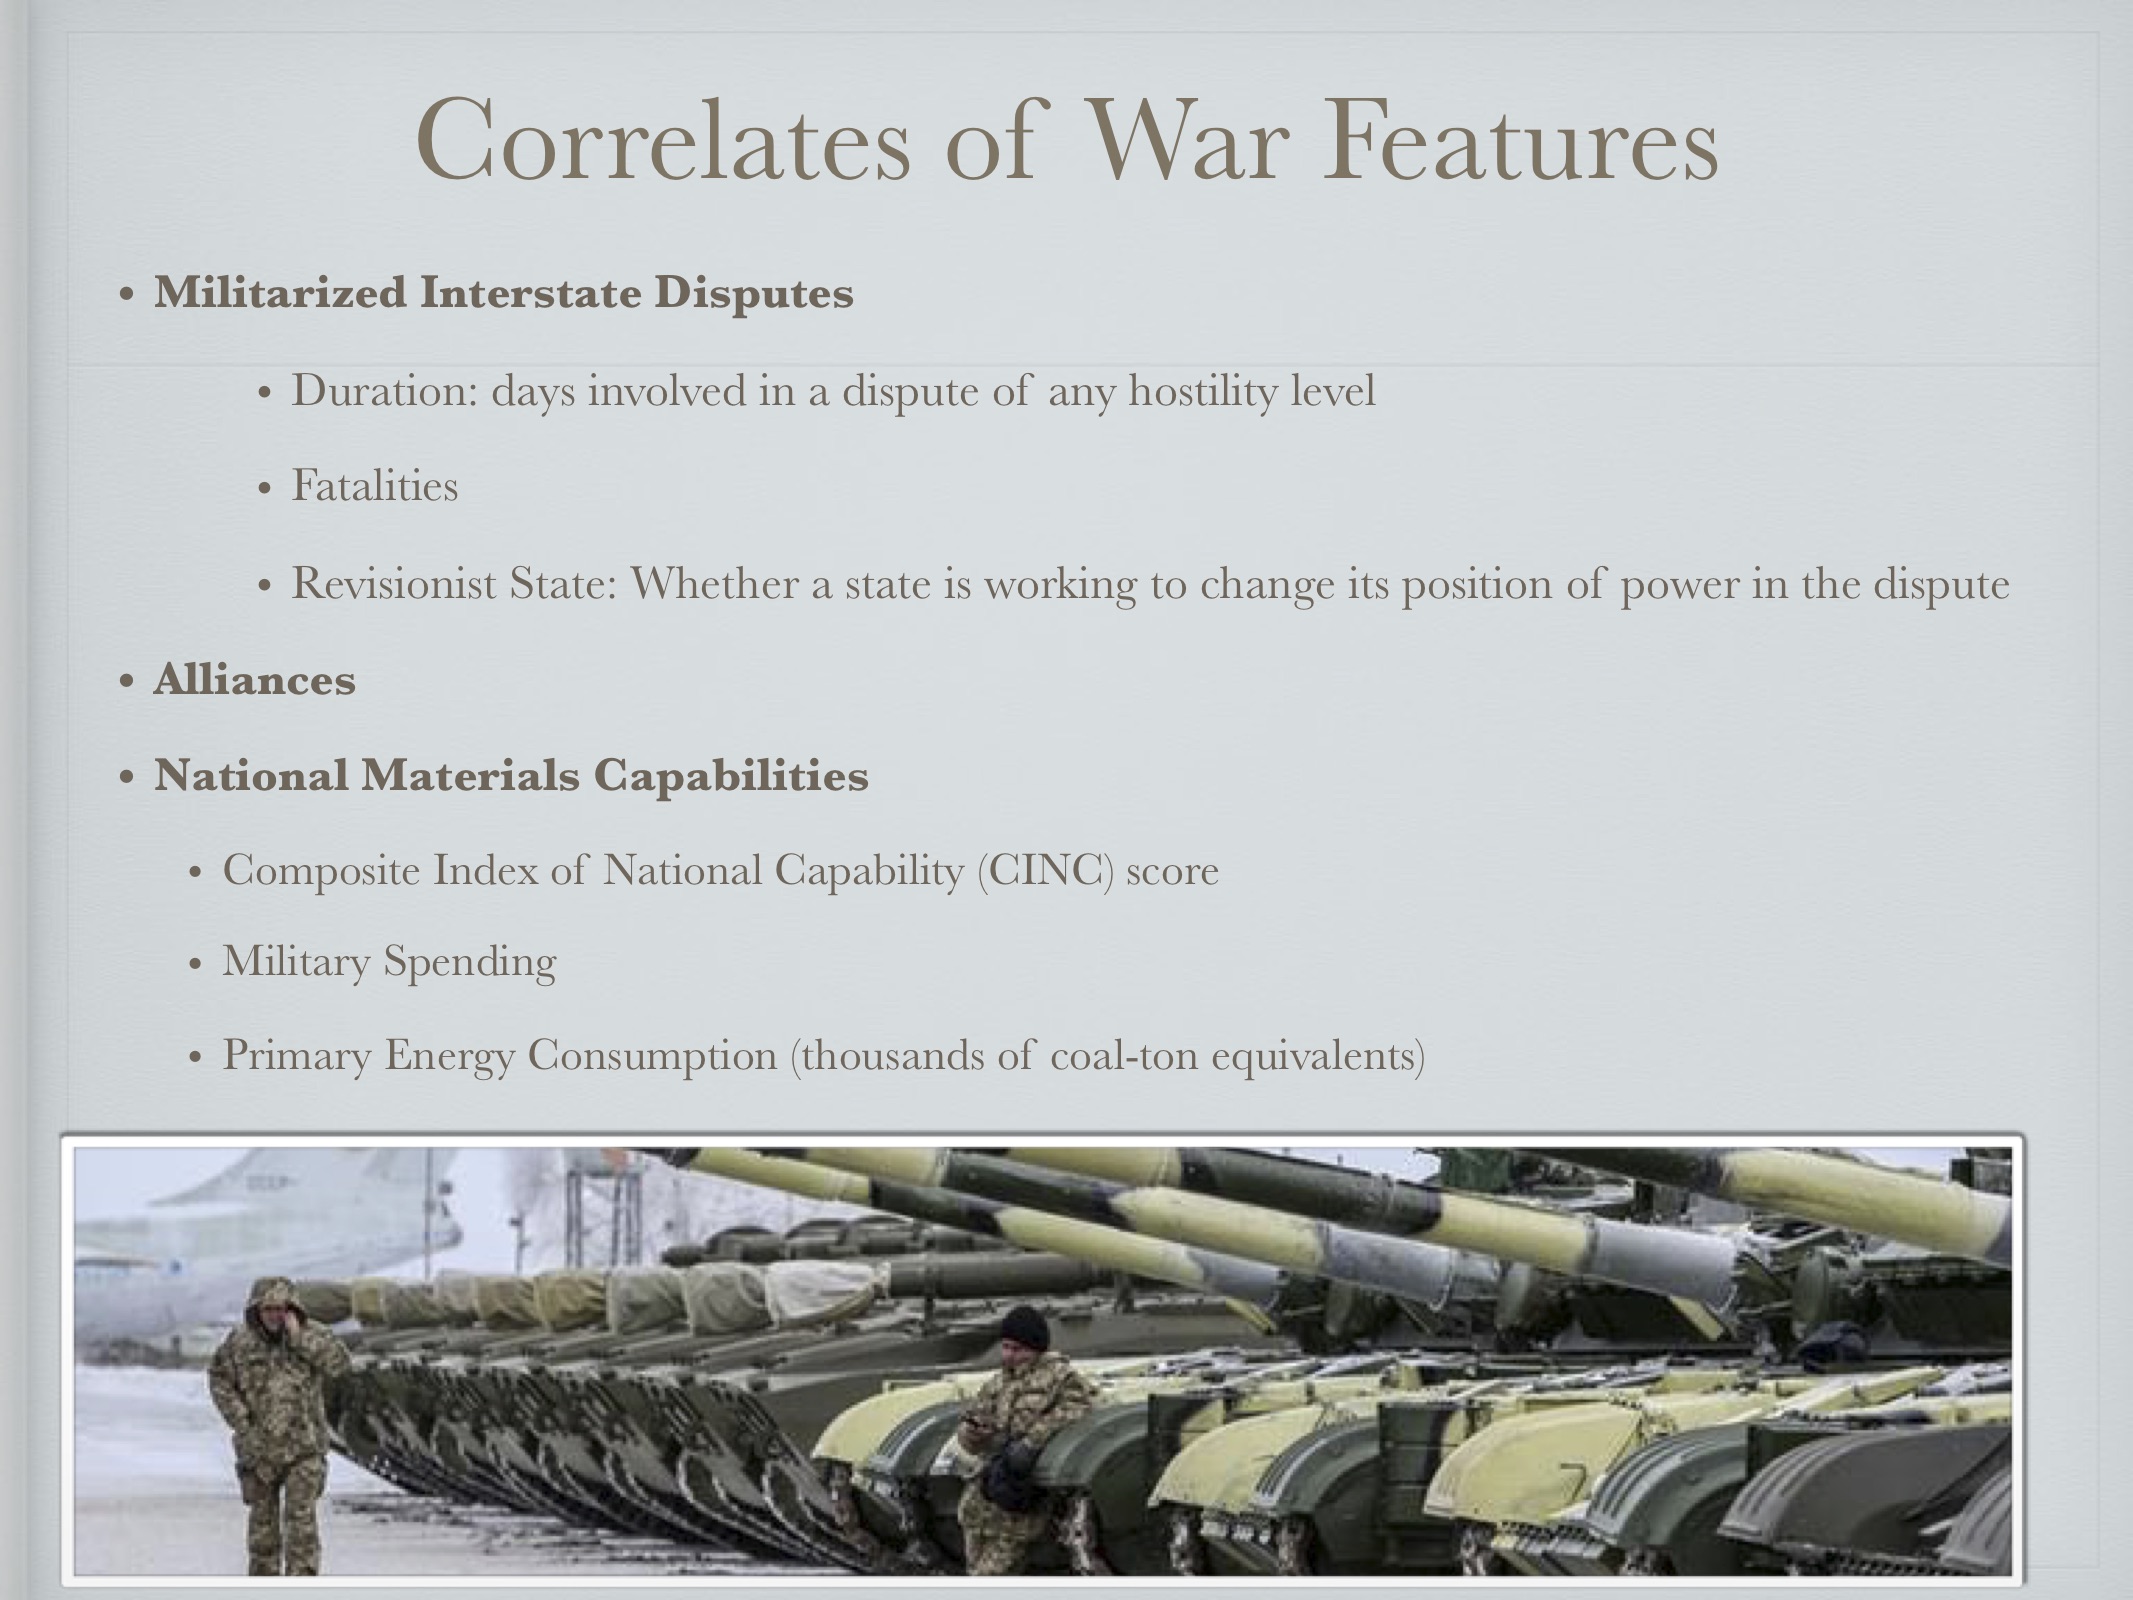 Correlates of War Features
• Militarized Interstate Disputes
• Duration: days involved in a dispute of any hostility level
• Fatalities
• Revisionist State: Whether a state is working to change its position of power in the dispute
• Alliances
• National Materials Capabilities
• Composite Index of National Capability (CINC) score
• Military Spending
• Primary Energy Consumption (thousands of coal-ton equivalents)